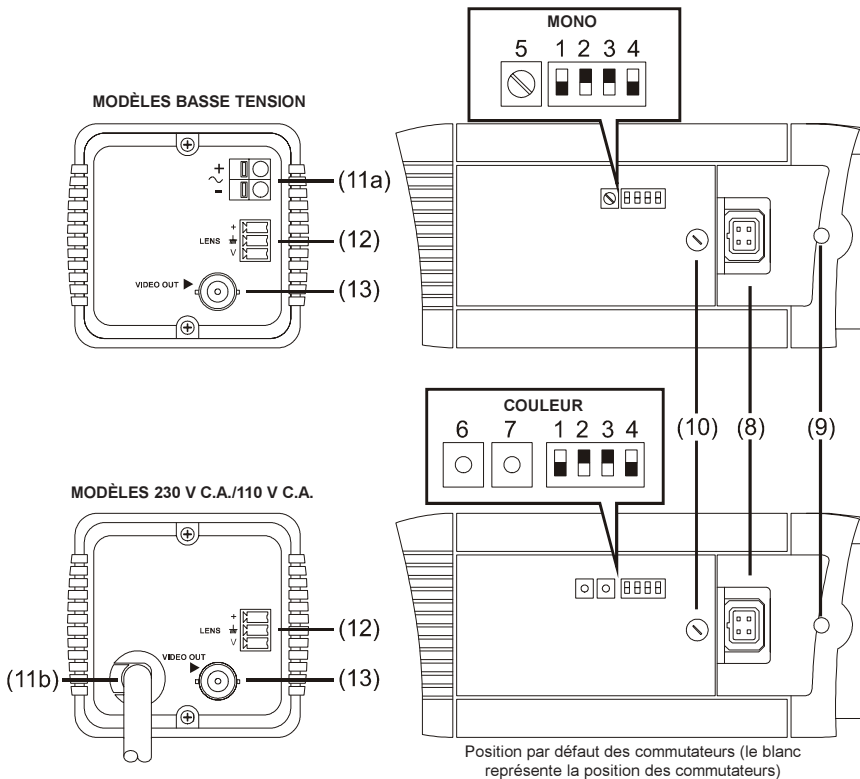 MONO
5 1 2 3 4
MODÈLES BASSE TENSION
+
-
(11a)
+
LENS
V
(12)
VIDEO OUT
(13)
COULEUR
6 7 1 2 3 4
(10) (8) (9)
MODÈLES 230 V C.A./110 V C.A.
+
LENS
V
(12)
VIDEO OUT
(11b)
(13)
Position par défaut des commutateurs (le blanc
représente la position des commutateurs)